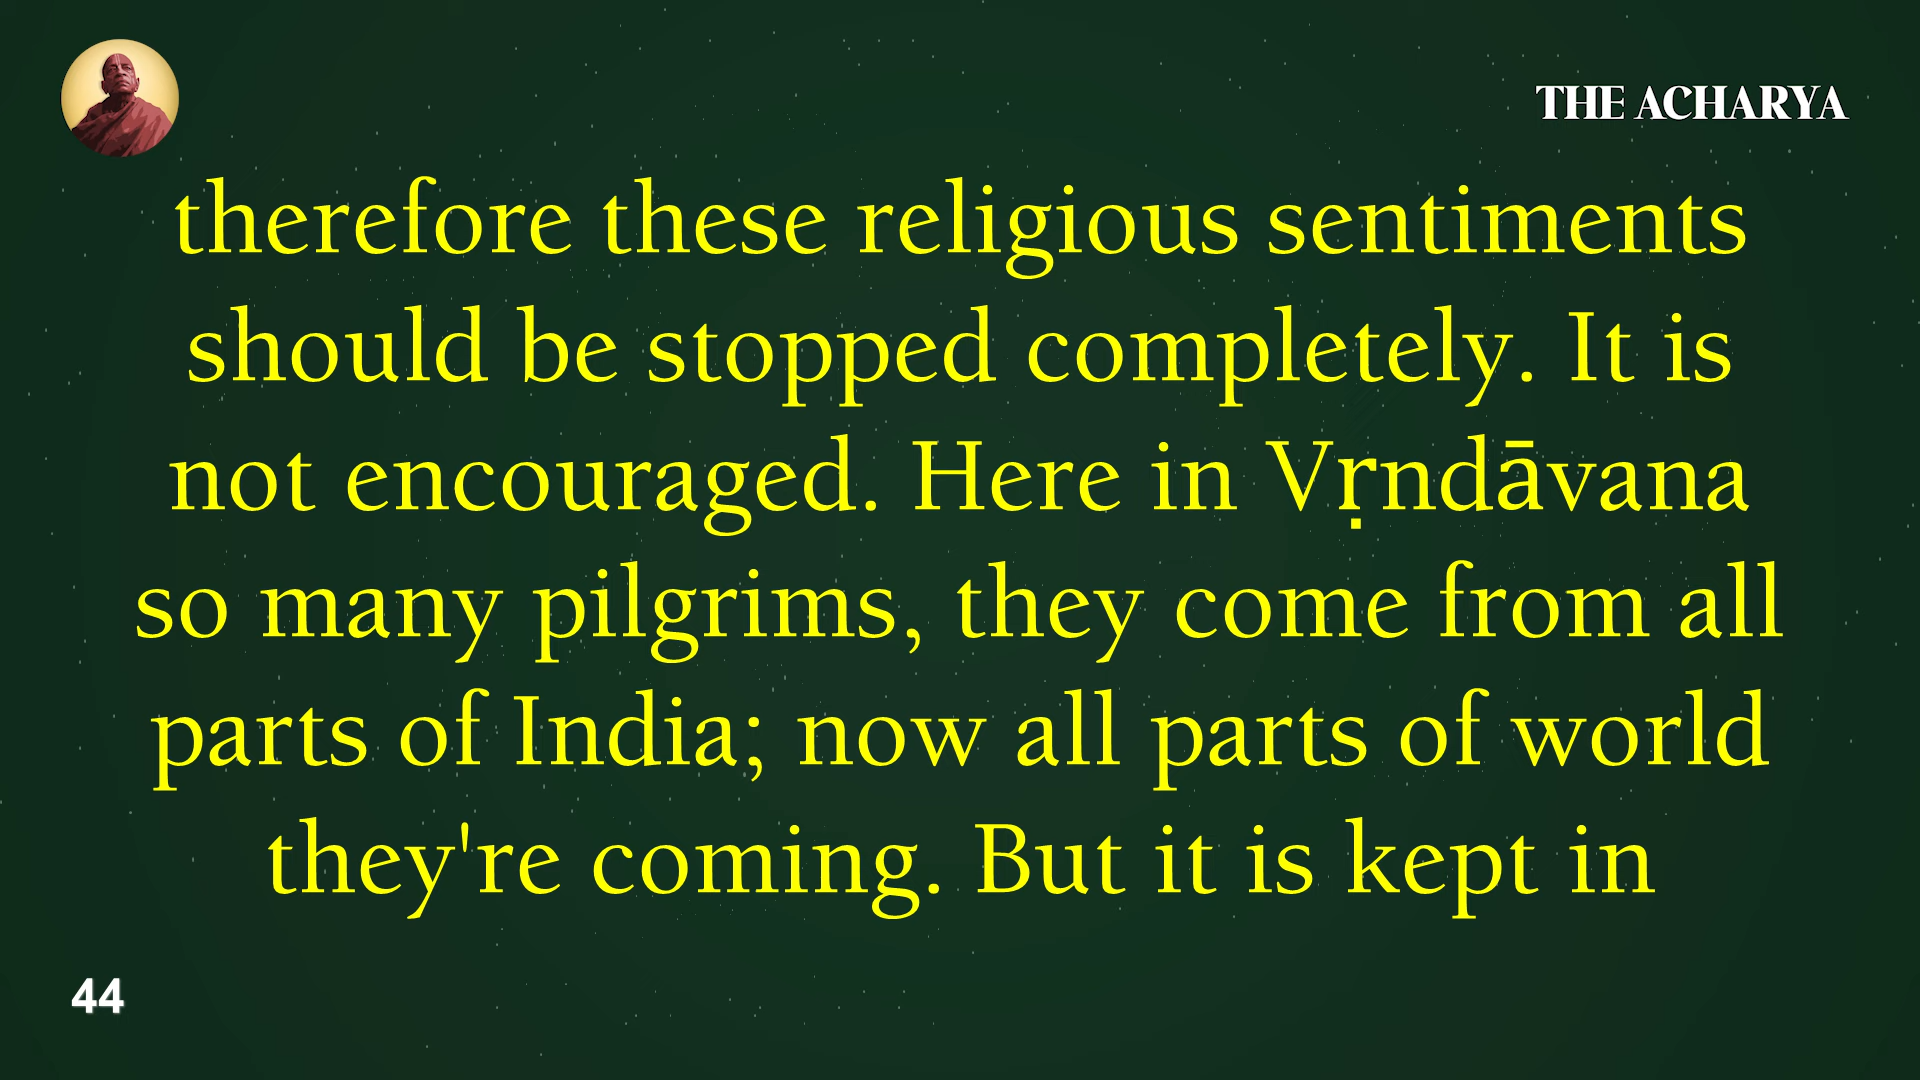 THE ACHARYA
therefore these religious sentiments
should be stopped completely. It is
not encouraged. Here in Vṛndāvana
so many pilgrims, they come from all
parts of India; now all parts of world
they're coming. But it is kept in
44